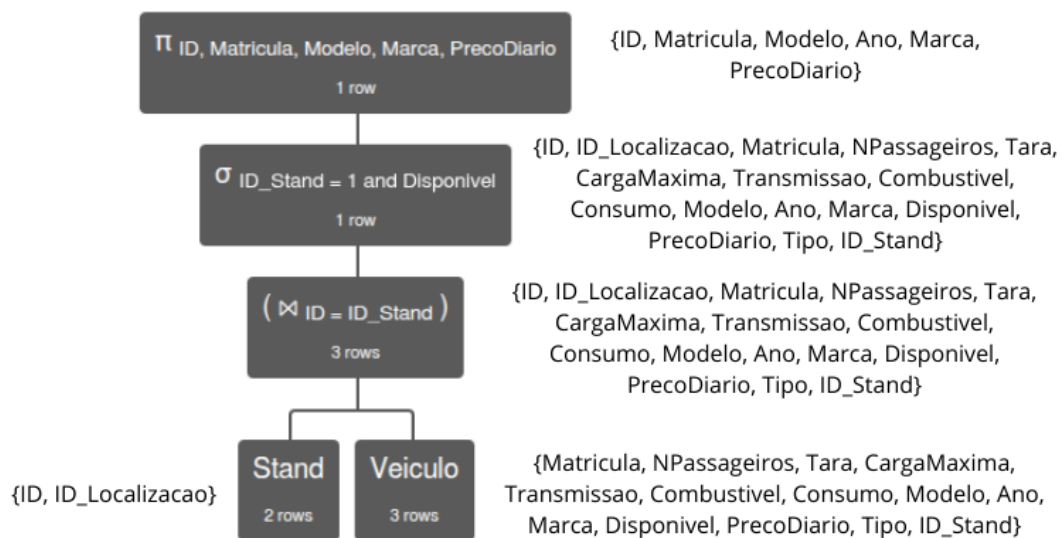 π ID, Matricula, Modelo, Marca, PrecoDiario
1 row
{ID, Matricula, Modelo, Ano, Marca,
PrecoDiario}
σ ID_Stand = 1 and Disponivel
1 row
{ID, ID_Localizacao, Matricula, NPassageiros, Tara,
CargaMaxima, Transmissao, Combustivel,
Consumo, Modelo, Ano, Marca, Disponivel,
PrecoDiario, Tipo, ID_Stand}
( ⋈ ID = ID_Stand )
3 rows
{ID, ID_Localizacao, Matricula, NPassageiros, Tara,
CargaMaxima, Transmissao, Combustivel,
Consumo, Modelo, Ano, Marca, Disponivel,
PrecoDiario, Tipo, ID_Stand}
{ID, ID_Localizacao}
Stand
2 rows
Veiculo
3 rows
{Matricula, NPassageiros, Tara, CargaMaxima,
Transmissao, Combustivel, Consumo, Modelo, Ano,
Marca, Disponivel, PrecoDiario, Tipo, ID_Stand}